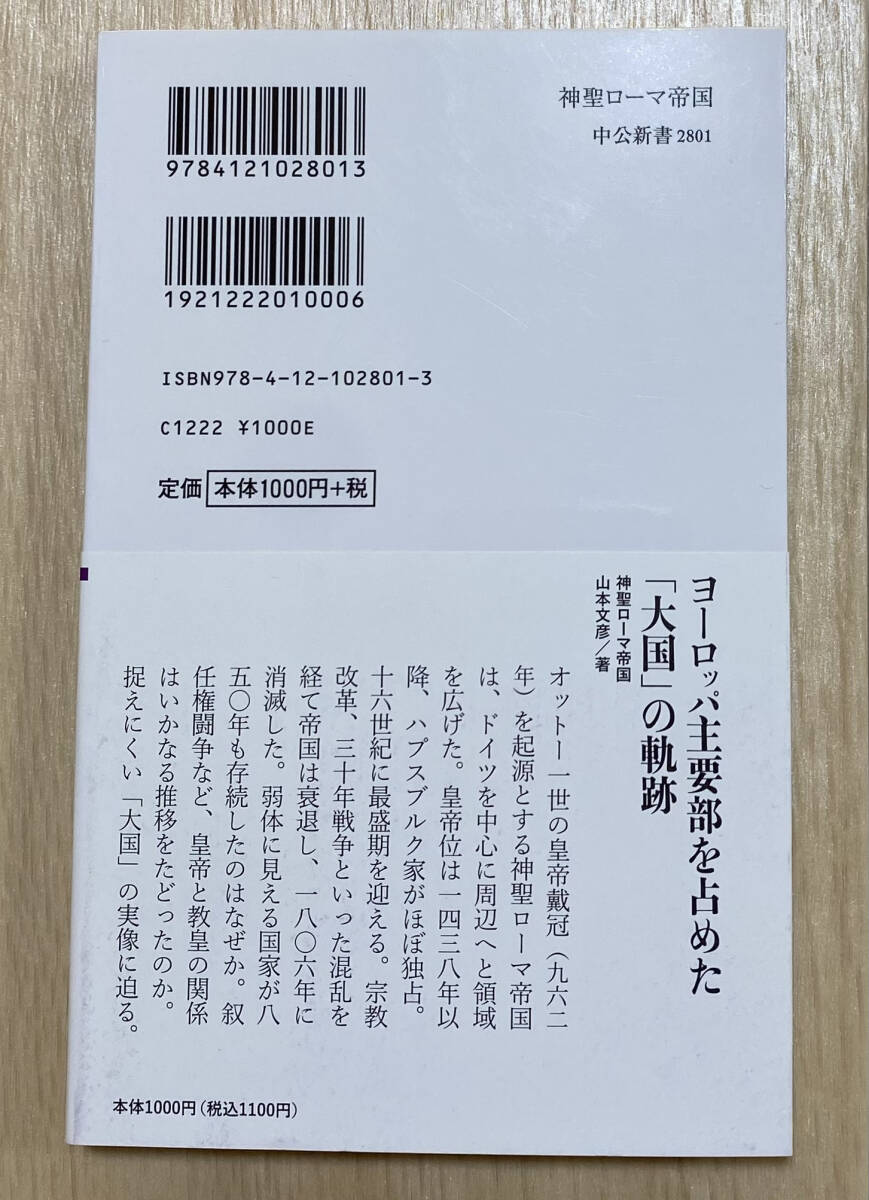 9784121028013
1921222010006
ISBN978-4-12-102801-3
C1222 ¥1000E
定価 本体1000円+税
神聖ローマ帝国
中公新書 2801
ヨーロッパ主要部を占めた
「大国」の軌跡
神聖ローマ帝国
山本文彦/著
オットー一世の皇帝戴冠(九六二
年)を起源とする神聖ローマ帝国
は、ドイツを中心に周辺へと領域
を広げた。皇帝位は一四三八年以
降、ハプスブルク家がほぼ独占。
十六世紀に最盛期を迎える。宗教
改革、三十年戦争といった混乱を
経て帝国は衰退し、一八〇六年に
消滅した。弱体に見える国家が八
五〇年も存続したのはなぜか。叙
任権闘争など、皇帝と教皇の関係
はいかなる推移をたどったのか。
捉えにくい「大国」の実像に迫る。
本体1000円(税込1100円)